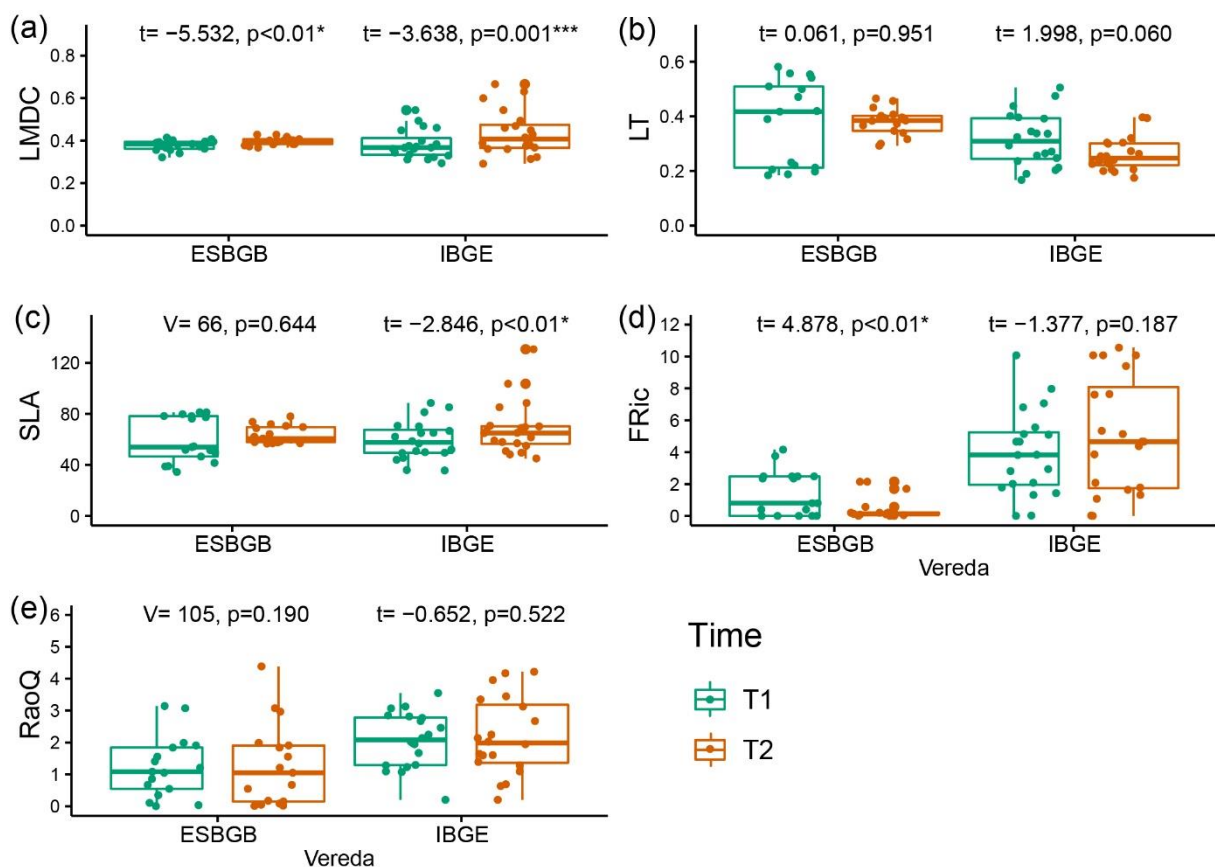 (a)
t= −5.532, p<0.01*
t= −3.638, p=0.001***
LMDC
0.8
0.6
0.4
0.2
0.0
ESBGB
IBGE
(b)
t= 0.061, p=0.951
t= 1.998, p=0.060
LT
0.6
0.4
0.2
0.0
ESBGB
IBGE
(c)
V= 66, p=0.644
t= −2.846, p<0.01*
SLA
120
80
40
0
ESBGB
IBGE
(d)
t= 4.878, p<0.01*
t= −1.377, p=0.187
FRic
12
10
8
6
4
2
0
ESBGB
IBGE
Vereda
(e)
V= 105, p=0.190
t= −0.652, p=0.522
RaoQ
6
5
4
3
2
1
0
ESBGB
IBGE
Vereda
Time
T1
T2